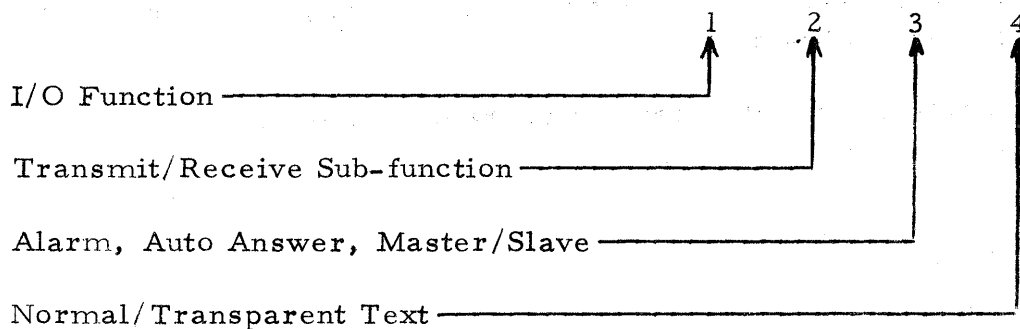 1 2 3 4
I/O Function
Transmit/Receive Sub-function
Alarm, Auto Answer, Master/Slave
Normal/Transparent Text